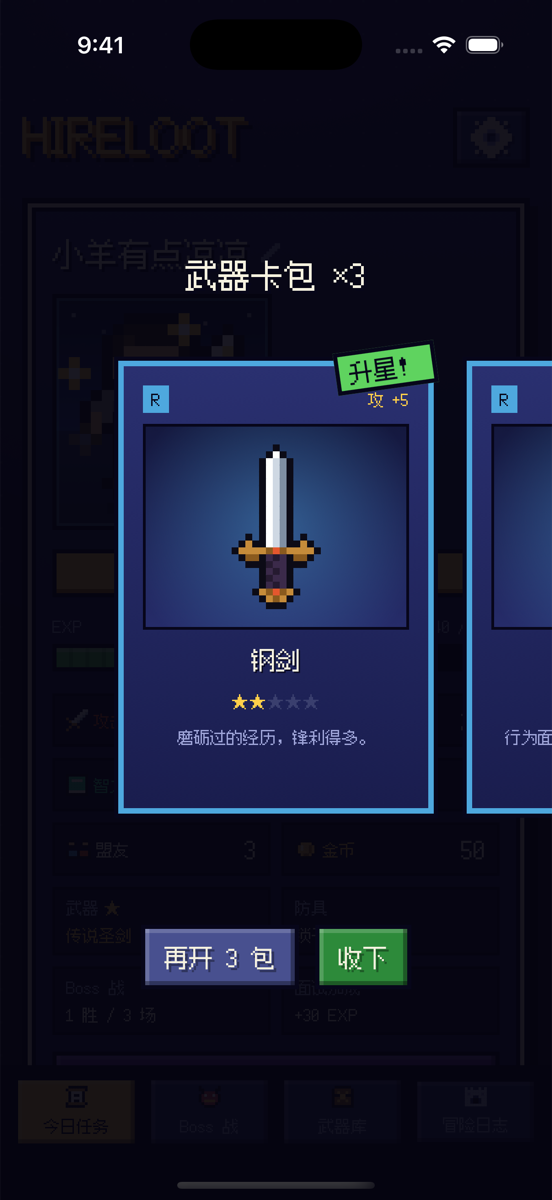 9:41
HIRELOOT
小羊有点凉凉
武器卡包 ×3
升星!
R
攻 +5
R
钢剑
磨砺过的经历，锋利得多。
行为面
EXP
盟友 3
金币 50
武器 ★
防具
传说圣剑
再开 3 包
收下
Boss 战
1 胜 / 3 场
+30 EXP
今日任务
Boss 战
武器库
冒险日志